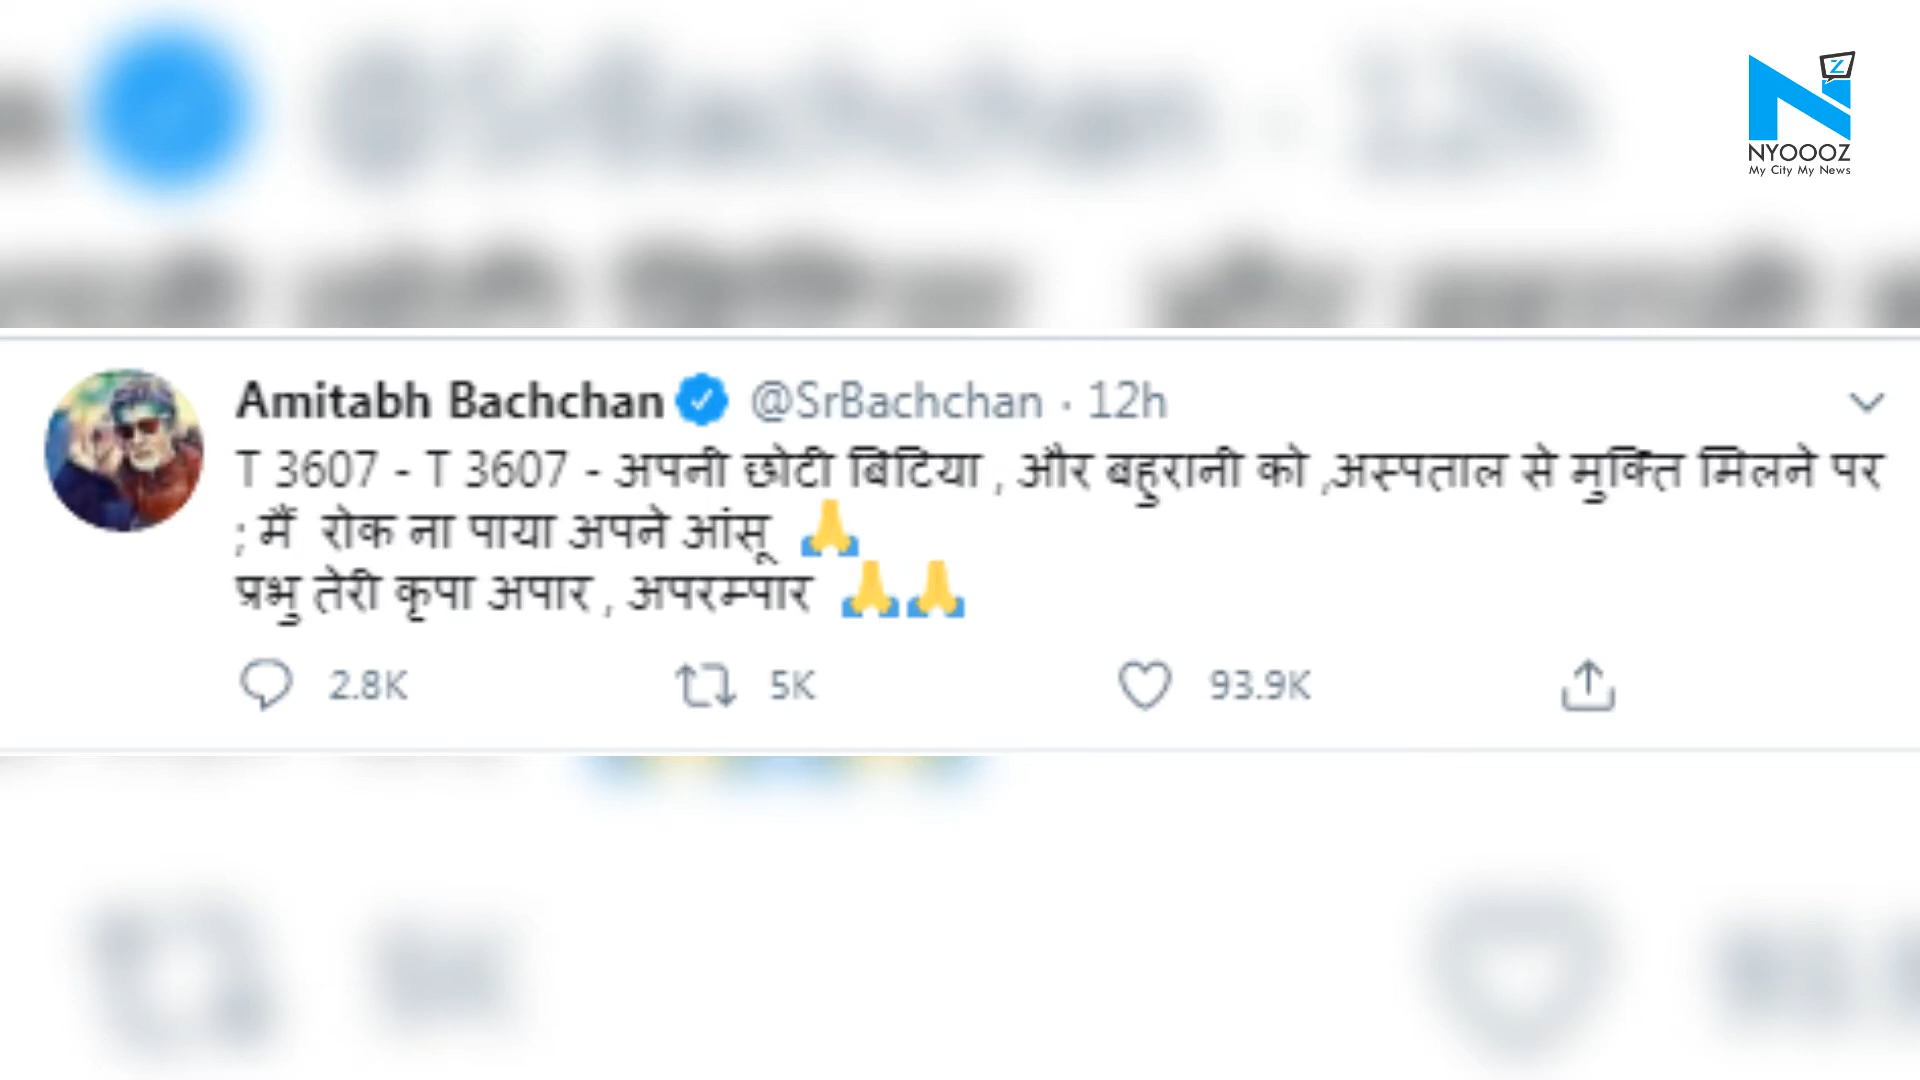 NYOOOZ
My City My News
Amitabh Bachchan @SrBachchan · 12h
T 3607 - T 3607 - अपनी छोटी बिटिया , और बहुरानी को ,अस्पताल से मुक्ति मिलने पर
; मैं रोक ना पाया अपने आंसू 🙏
प्रभु तेरी कृपा अपार , अपरम्पार 🙏🙏
2.8K 5K 93.9K